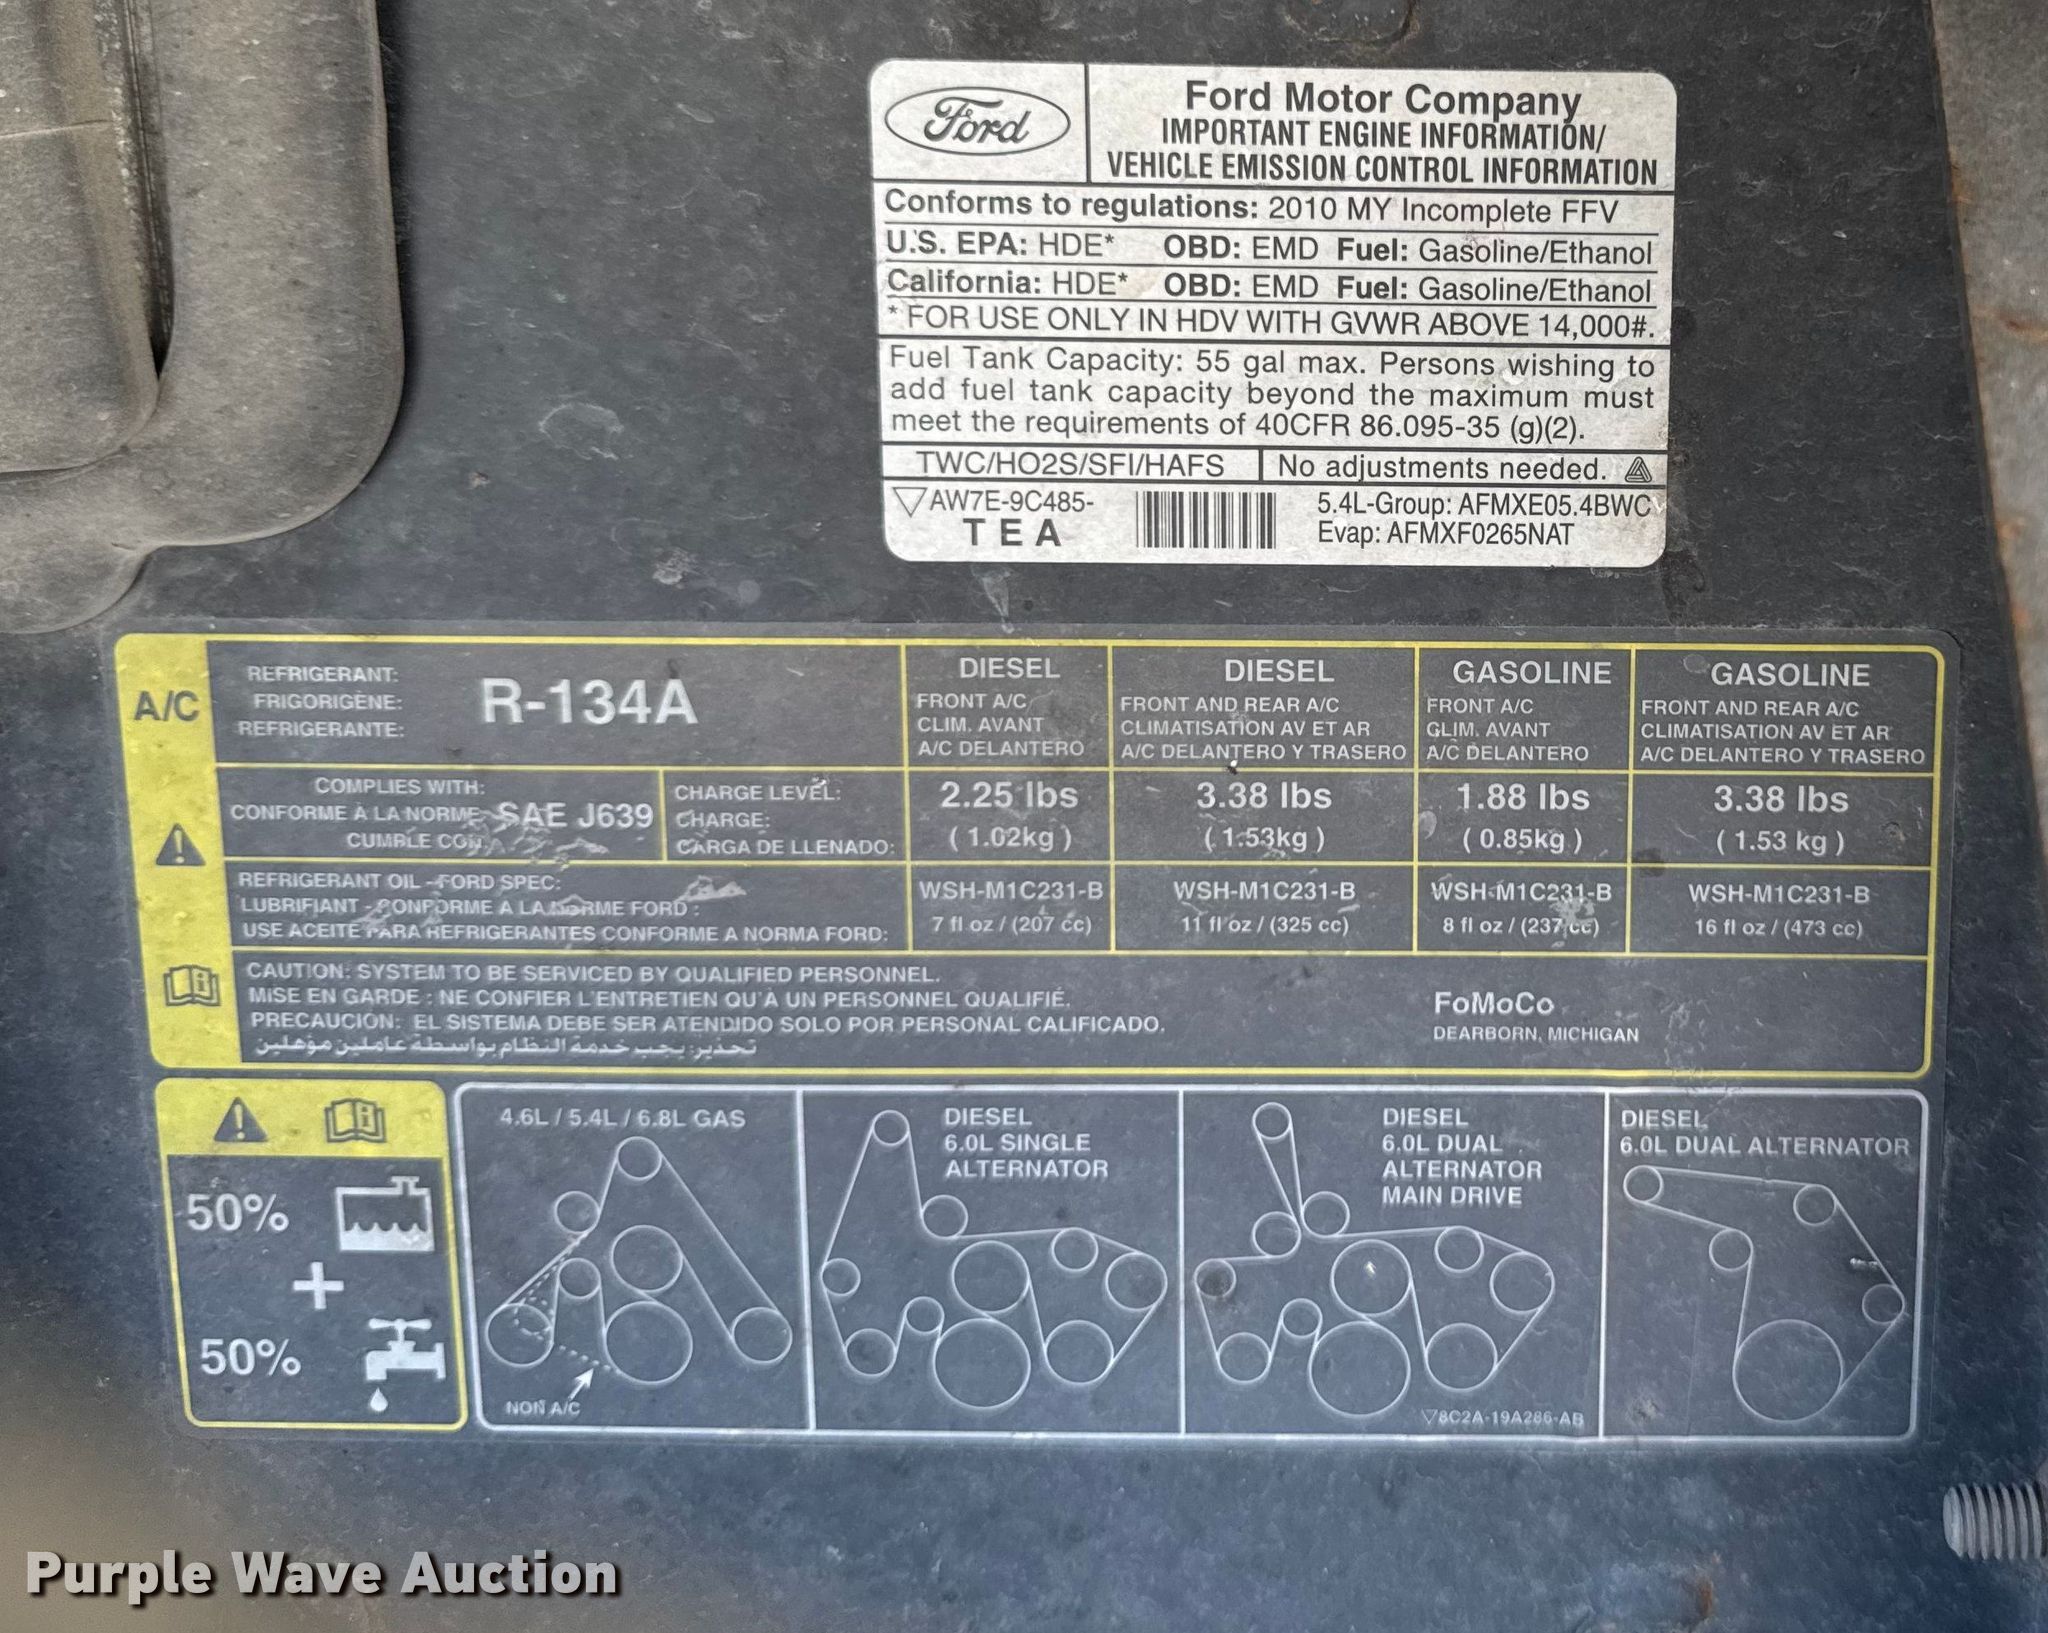 Ford
Ford Motor Company
IMPORTANT ENGINE INFORMATION/
VEHICLE EMISSION CONTROL INFORMATION
Conforms to regulations: 2010 MY Incomplete FFV
U.S. EPA: HDE* OBD: EMD Fuel: Gasoline/Ethanol
California: HDE* OBD: EMD Fuel: Gasoline/Ethanol
* FOR USE ONLY IN HDV WITH GVWR ABOVE 14,000#.
Fuel Tank Capacity: 55 gal max. Persons wishing to
add fuel tank capacity beyond the maximum must
meet the requirements of 40CFR 86.095-35 (g)(2).
TWC/HO2S/SFI/HAFS No adjustments needed.
AW7E-9C485-
TEA
5.4L-Group: AFMXE05.4BWC
Evap: AFMXF0265NAT
A/C
REFRIGERANT:
FRIGORIGÈNE:
REFRIGERANTE:
R-134A
DIESEL
FRONT A/C
CLIM. AVANT
A/C DELANTERO
DIESEL
FRONT AND REAR A/C
CLIMATISATION AV ET AR
A/C DELANTERO Y TRASERO
GASOLINE
FRONT A/C
CLIM. AVANT
A/C DELANTERO
GASOLINE
FRONT AND REAR A/C
CLIMATISATION AV ET AR
A/C DELANTERO Y TRASERO
COMPLIES WITH:
CONFORME À LA NORME: SAE J639
CUMPLE CON:
CHARGE LEVEL:
CHARGE:
CARGA DE LLENADO:
2.25 lbs
(1.02kg)
3.38 lbs
(1.53kg)
1.88 lbs
(0.85kg)
3.38 lbs
(1.53 kg)
REFRIGERANT OIL - FORD SPEC:
LUBRIFIANT - CONFORME A LA NORME FORD :
USE ACEITE PARA REFRIGERANTES CONFORME A NORMA FORD:
WSH-M1C231-B
7 fl oz / (207 cc)
WSH-M1C231-B
11 fl oz / (325 cc)
WSH-M1C231-B
8 fl oz / (237 cc)
WSH-M1C231-B
16 fl oz / (473 cc)
CAUTION: SYSTEM TO BE SERVICED BY QUALIFIED PERSONNEL.
MISE EN GARDE : NE CONFIER L'ENTRETIEN QU'À UN PERSONNEL QUALIFIÉ.
PRECAUCIÓN: EL SISTEMA DEBE SER ATENDIDO SOLO POR PERSONAL CALIFICADO.
تحذير: يجب خدمة النظام بواسطة عاملين مؤهلين
FoMoCo
DEARBORN, MICHIGAN
50%
+
50%
4.6L / 5.4L / 6.8L GAS
NON A/C
DIESEL
6.0L SINGLE
ALTERNATOR
DIESEL
6.0L DUAL
ALTERNATOR
MAIN DRIVE
8C2A-19A286-AB
DIESEL
6.0L DUAL ALTERNATOR
Purple Wave Auction